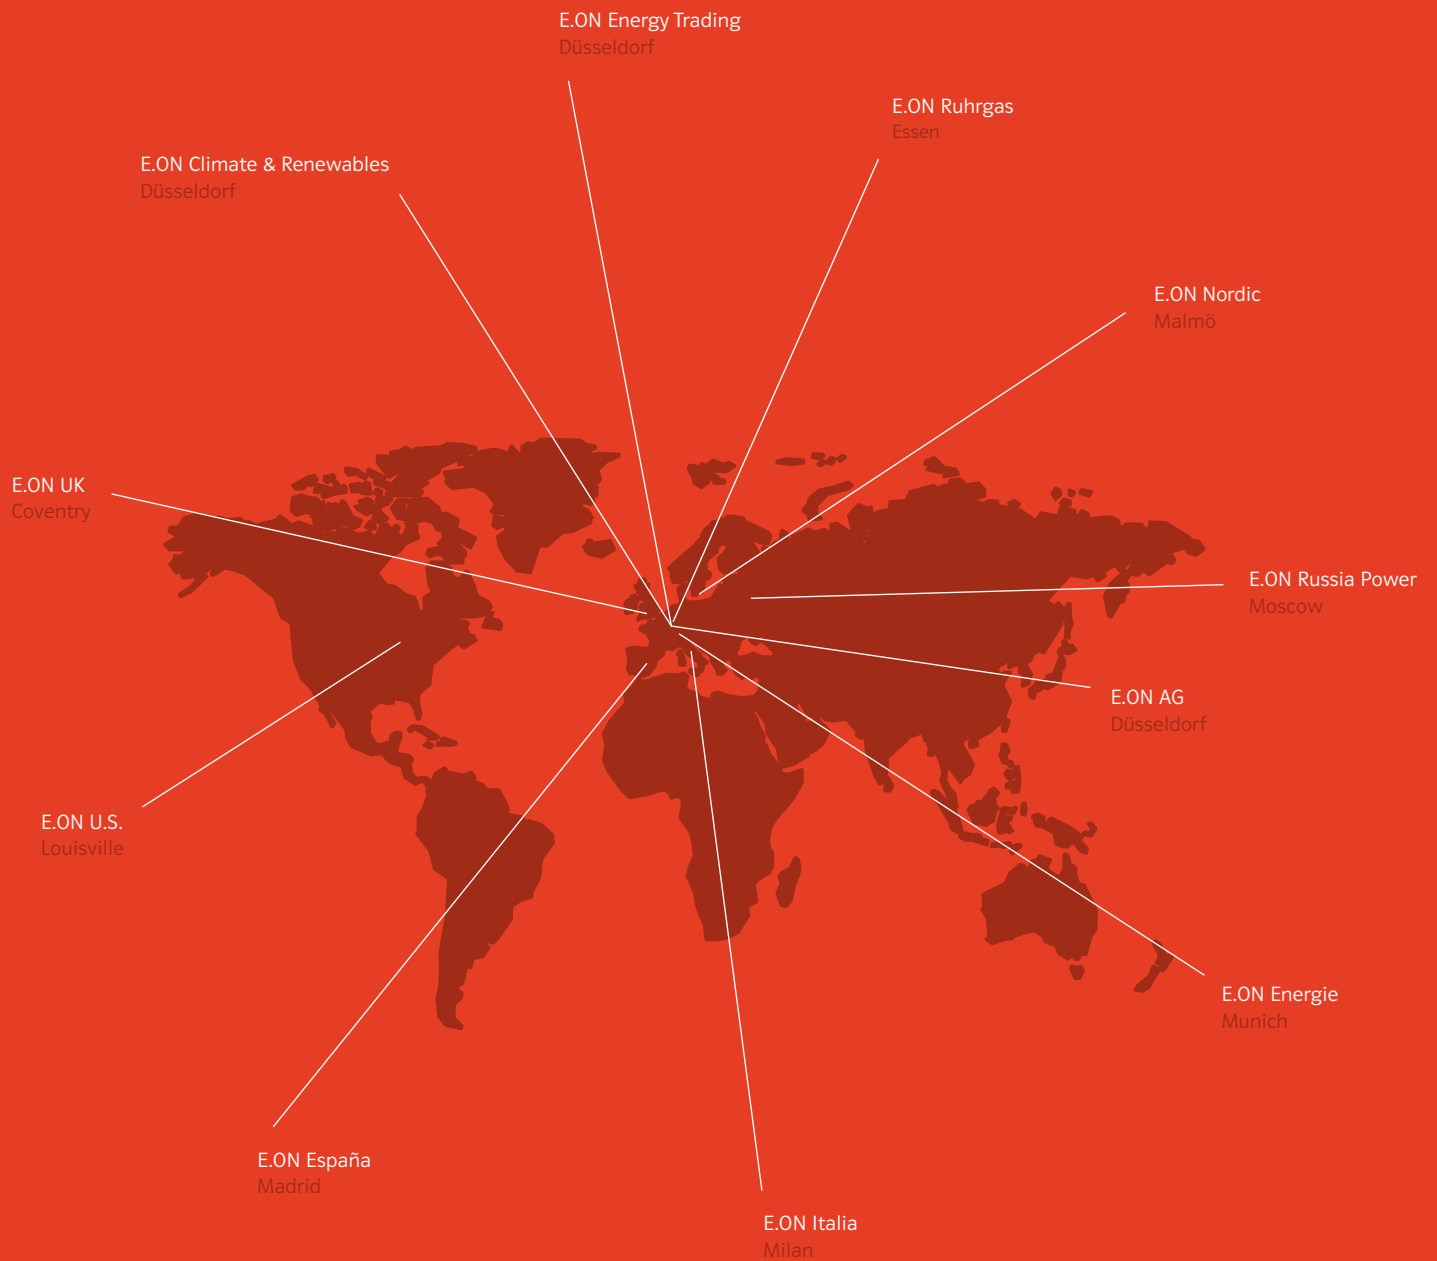 E.ON Energy Trading
Düsseldorf
E.ON Ruhrgas
Essen
E.ON Climate & Renewables
Düsseldorf
E.ON Nordic
Malmö
E.ON UK
Coventry
E.ON Russia Power
Moscow
E.ON AG
Düsseldorf
E.ON U.S.
Louisville
E.ON Energie
Munich
E.ON España
Madrid
E.ON Italia
Milan